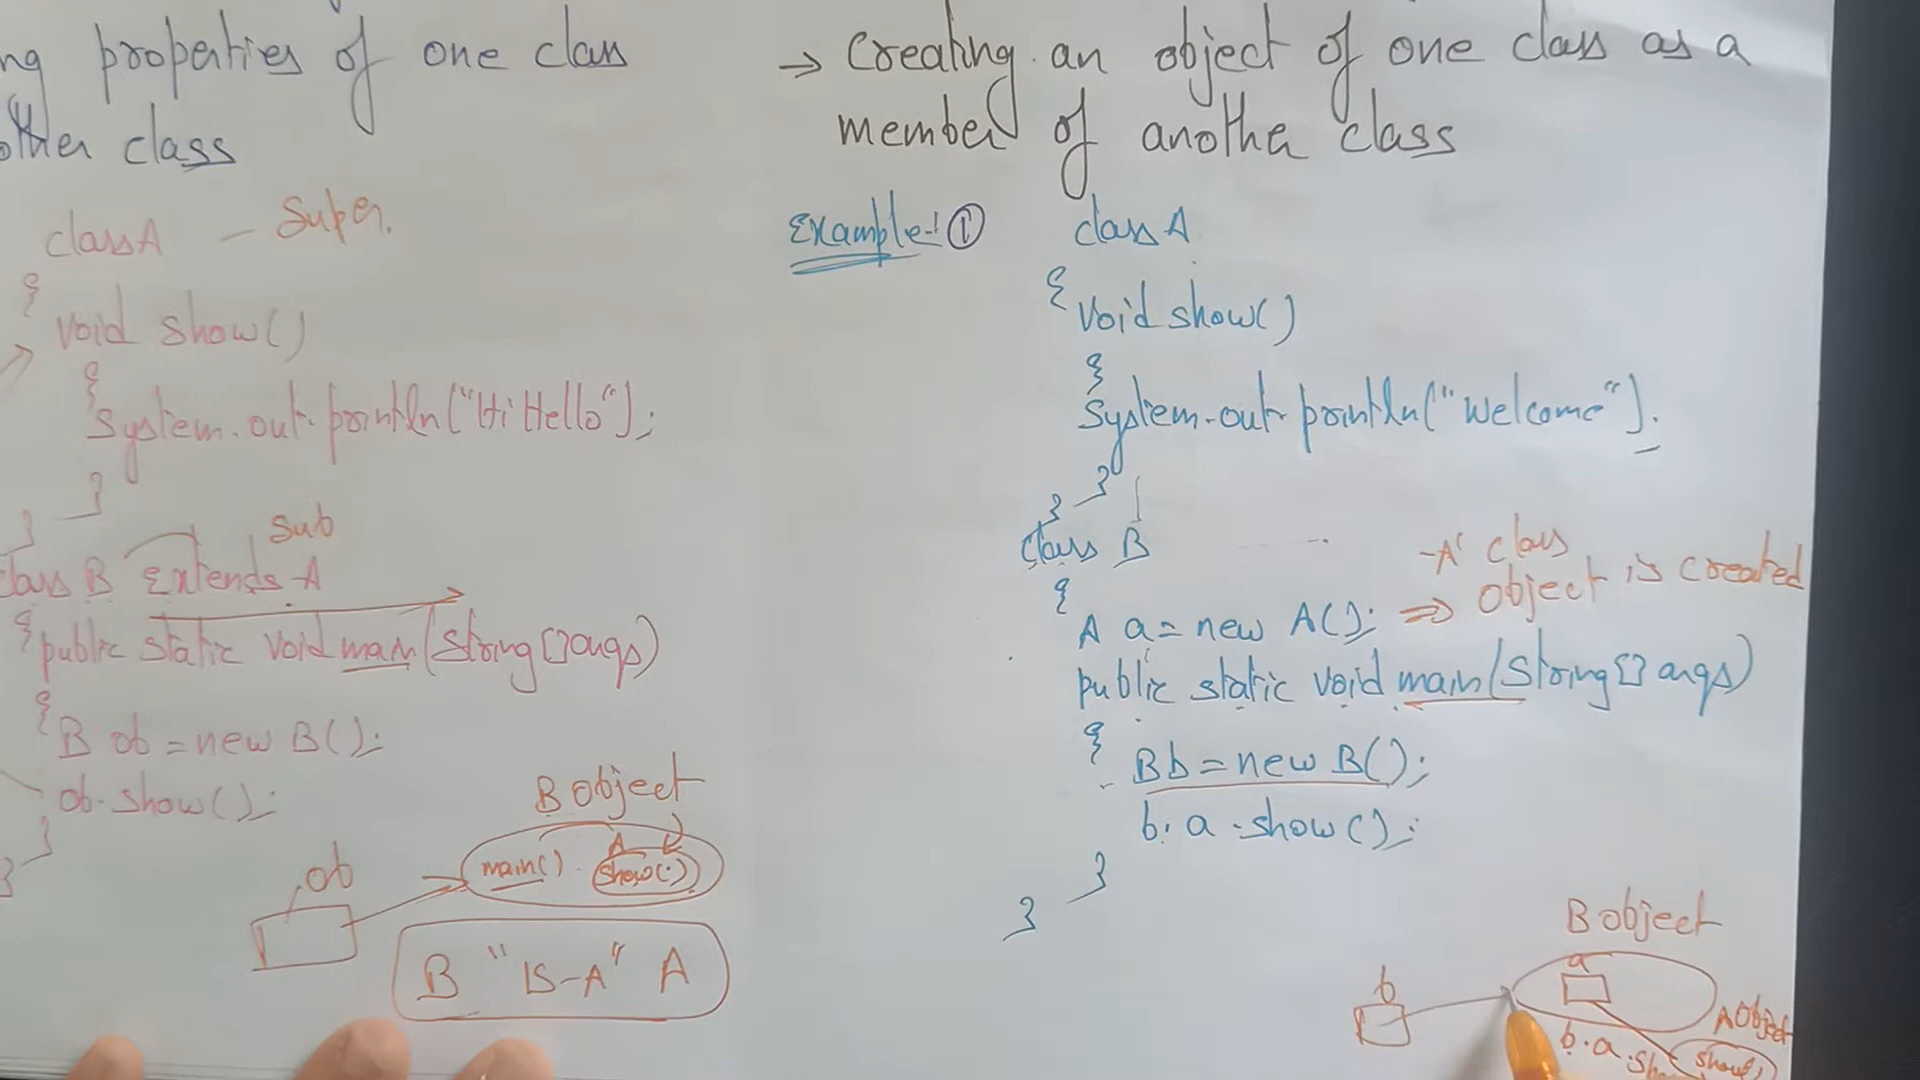 ng properties of one class
other class
class A - Super.
{
void show()
{
System.out.println("Hi Hello");
}
}
Sub
class B extends A
{ public static void main(String[] args)
{
B ob = new B();
ob.show();
}
}
B object
ob
main() . A show()
B "IS-A" A
→ Creating an object of one class as a
member of another class
Example:- ① class A
{
void show()
{
System.out.println("Welcome");
}
}
class B
{
A a = new A(); ⇒ 'A' class
object is created
public static void main(String[] args)
{
B b = new B();
b.a.show();
}
}
B object
b
a
A Object
b.a.sh
show()